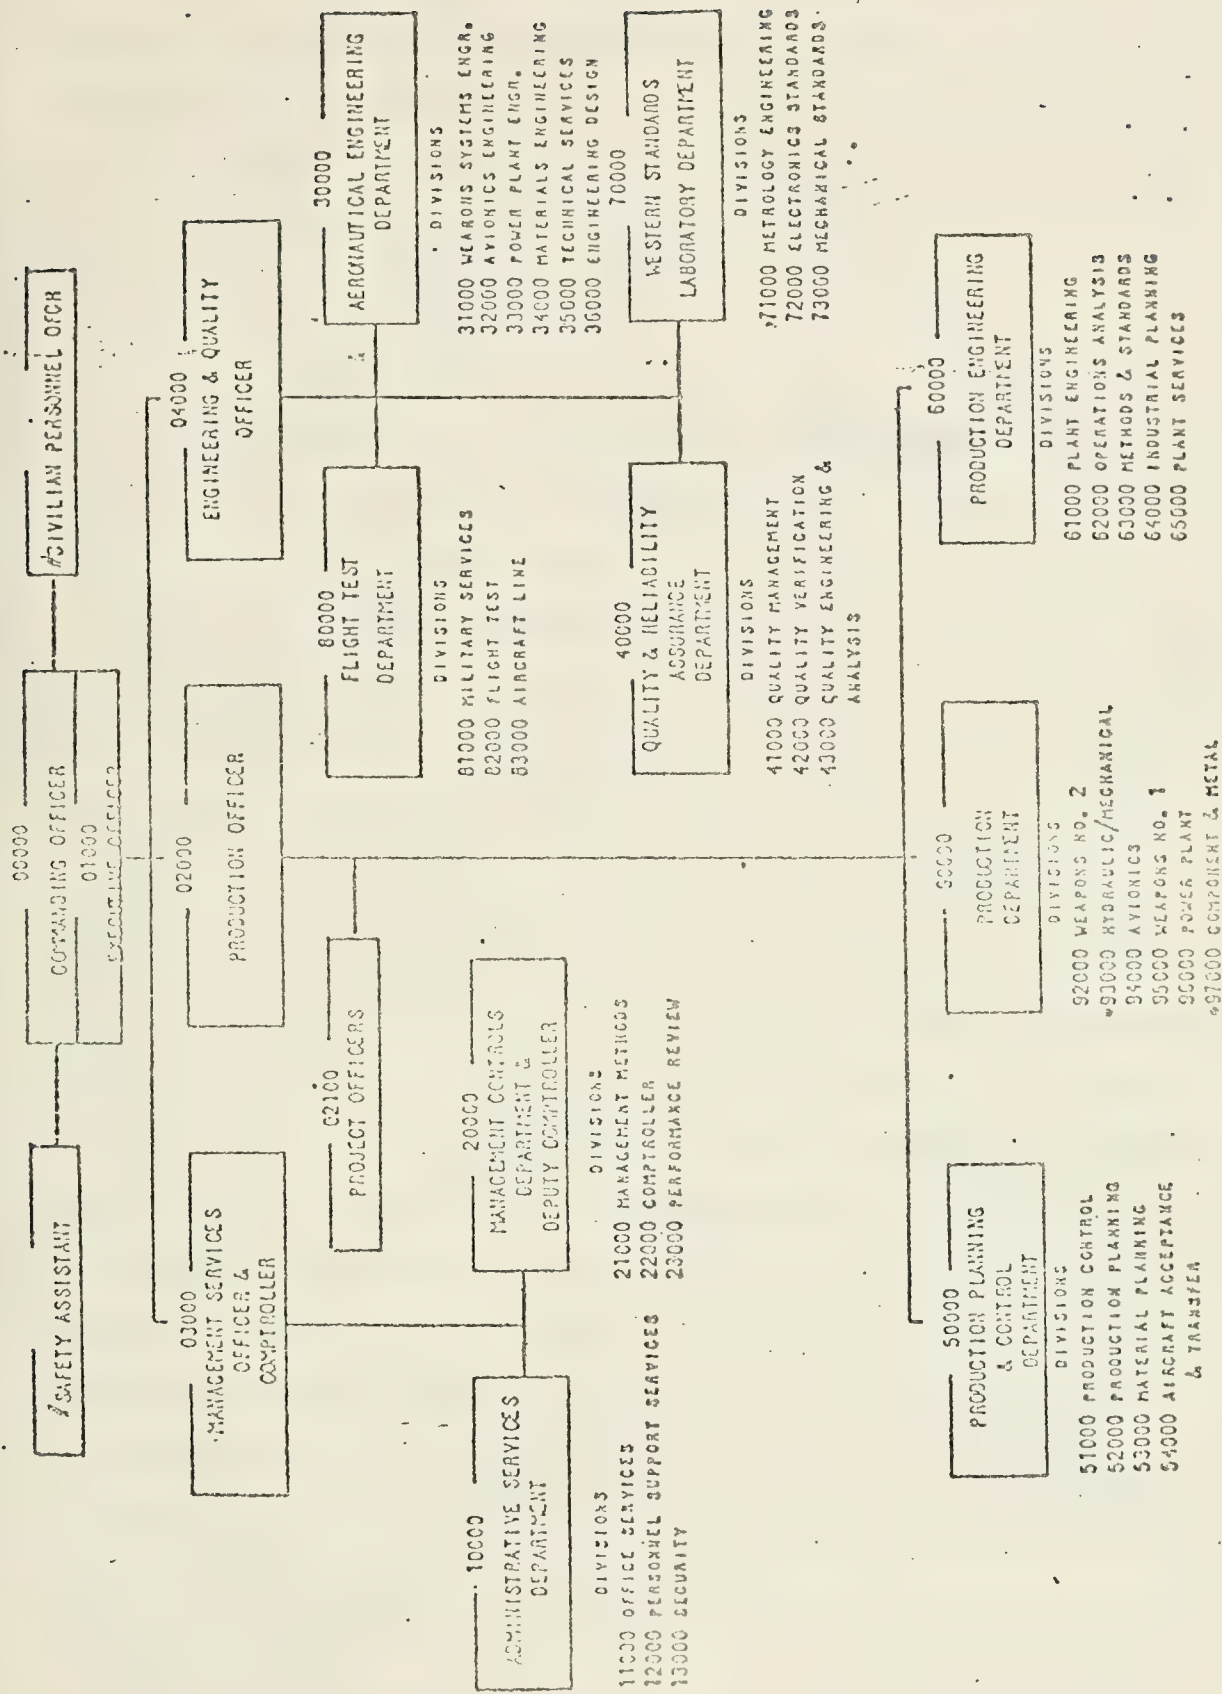 00000
COMMANDING OFFICER
01000
EXECUTIVE OFFICER
SAFETY ASSISTANT
#CIVILIAN PERSONNEL OFCR
03000
MANAGEMENT SERVICES
OFFICER &
COMPTROLLER
02000
PRODUCTION OFFICER
04000
ENGINEERING & QUALITY
OFFICER
02100
PROJECT OFFICERS
10000
ADMINISTRATIVE SERVICES
DEPARTMENT
DIVISIONS
11000 OFFICE SERVICES
12000 PERSONNEL SUPPORT SERVICES
13000 SECURITY
20000
MANAGEMENT CONTROLS
DEPARTMENT &
DEPUTY COMPTROLLER
DIVISIONS
21000 MANAGEMENT METHODS
22000 COMPTROLLER
23000 PERFORMANCE REVIEW
80000
FLIGHT TEST
DEPARTMENT
DIVISIONS
81000 MILITARY SERVICES
82000 FLIGHT TEST
83000 AIRCRAFT LINE
30000
AERONAUTICAL ENGINEERING
DEPARTMENT
DIVISIONS
31000 WEAPONS SYSTEMS ENGR.
32000 AVIONICS ENGINEERING
33000 POWER PLANT ENGR.
34000 MATERIALS ENGINEERING
35000 TECHNICAL SERVICES
36000 ENGINEERING DESIGN
40000
QUALITY & RELIABILITY
ASSURANCE
DEPARTMENT
DIVISIONS
41000 QUALITY MANAGEMENT
42000 QUALITY VERIFICATION
43000 QUALITY ENGINEERING &
ANALYSIS
70000
WESTERN STANDARDS
LABORATORY DEPARTMENT
DIVISIONS
71000 METROLOGY ENGINEERING
72000 ELECTRONICS STANDARDS
73000 MECHANICAL STANDARDS
50000
PRODUCTION PLANNING
& CONTROL
DEPARTMENT
DIVISIONS
51000 PRODUCTION CONTROL
52000 PRODUCTION PLANNING
53000 MATERIAL PLANNING
54000 AIRCRAFT ACCEPTANCE
& TRANSFER
90000
PRODUCTION
DEPARTMENT
DIVISIONS
92000 WEAPONS NO. 2
*93000 HYDRAULIC/MECHANICAL
94000 AVIONICS
95000 WEAPONS NO. 1
96000 POWER PLANT
*97000 COMPONENT & METAL
60000
PRODUCTION ENGINEERING
DEPARTMENT
DIVISIONS
61000 PLANT ENGINEERING
62000 OPERATIONS ANALYSIS
63000 METHODS & STANDARDS
64000 INDUSTRIAL PLANNING
65000 PLANT SERVICES